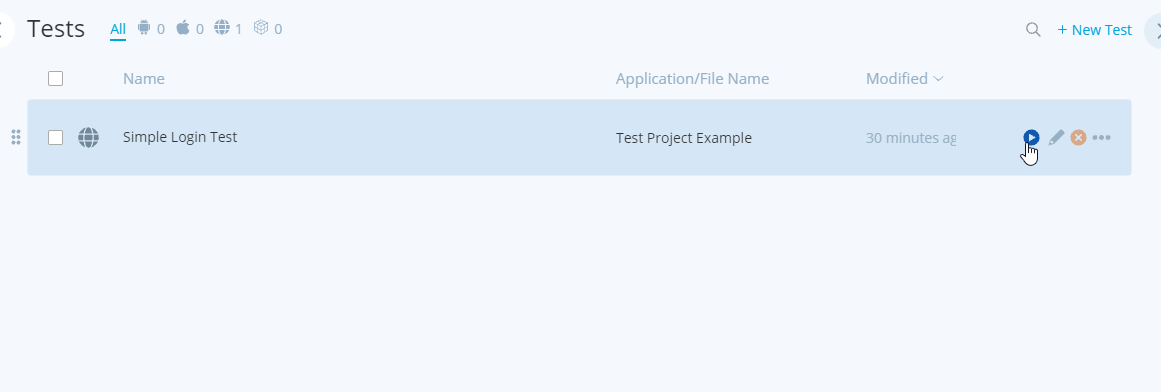 Tests All 0 0 1 0 + New Test
Name Application/File Name Modified
Simple Login Test Test Project Example 30 minutes ag